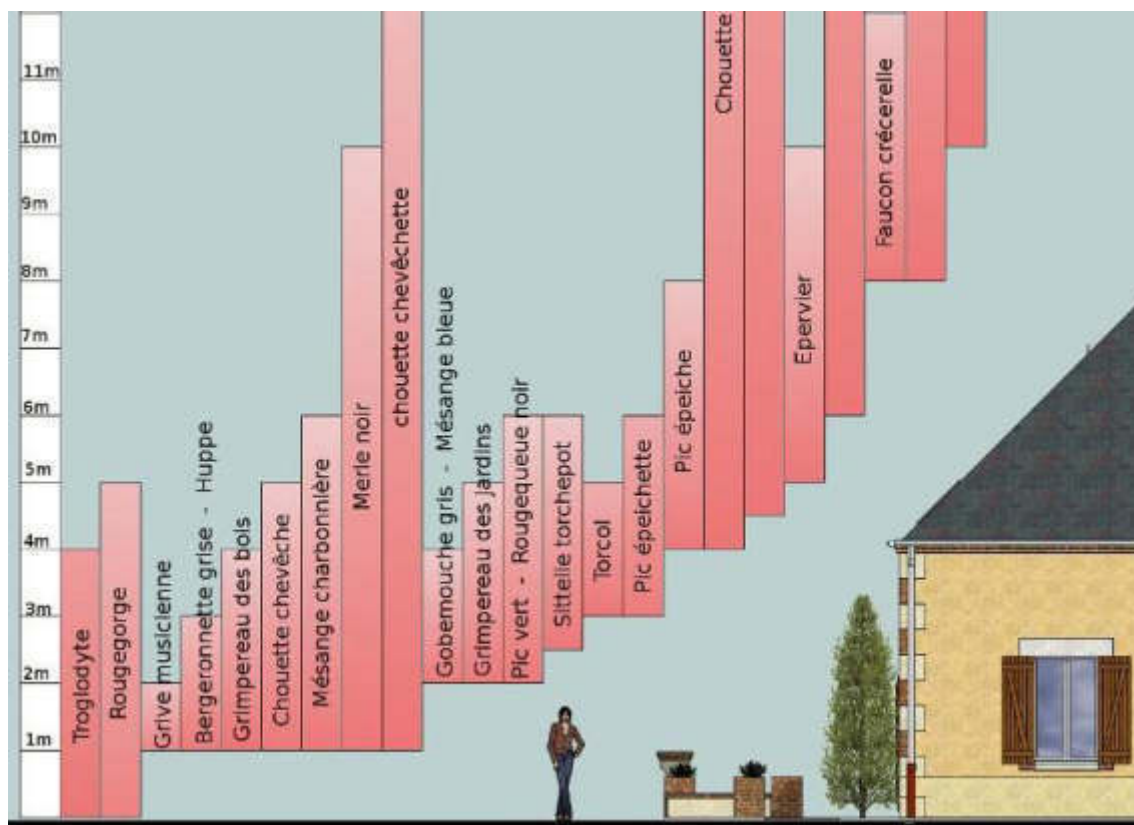 11m
10m
9m
8m
7m
6m
5m
4m
3m
2m
1m
Troglodyte
Rougegorge
Grive musicienne
Bergeronnette grise - Huppe
Grimpereau des bois
Chouette chevêche
Mésange charbonnière
Merle noir
chouette chevêchette
Gobemouche gris - Mésange bleue
Grimpereau des jardins
Pic vert - Rougequeue noir
Sittelle torchepot
Torcol
Pic épeichette
Pic épeiche
Chouette
Epervier
Faucon crécerelle